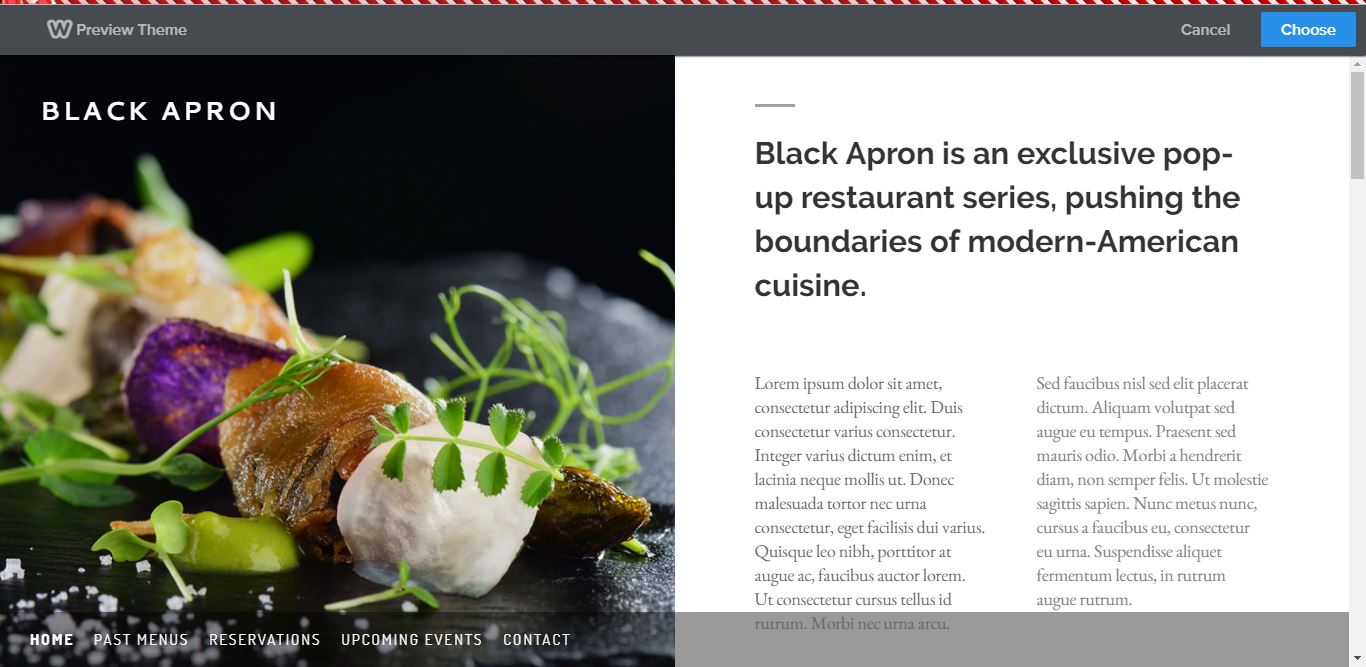 Preview Theme
Cancel
Choose
BLACK APRON
Black Apron is an exclusive pop-
up restaurant series, pushing the
boundaries of modern-American
cuisine.
Lorem ipsum dolor sit amet,
consectetur adipiscing elit. Duis
consectetur varius consectetur.
Integer varius dictum enim, et
lacinia neque mollis ut. Donec
malesuada tortor nec urna
consectetur, eget facilisis dui varius.
Quisque leo nibh, porttitor at
augue ac, faucibus auctor lorem.
Ut consectetur cursus tellus id
rutrum. Morbi nec urna arcu.
Sed faucibus nisl sed elit placerat
dictum. Aliquam volutpat sed
augue eu tempus. Praesent sed
mauris odio. Morbi a hendrerit
diam, non semper felis. Ut molestie
sagittis sapien. Nunc metus nunc,
cursus a faucibus eu, consectetur
eu urna. Suspendisse aliquet
fermentum lectus, in rutrum
augue rutrum.
HOME PAST MENUS RESERVATIONS UPCOMING EVENTS CONTACT